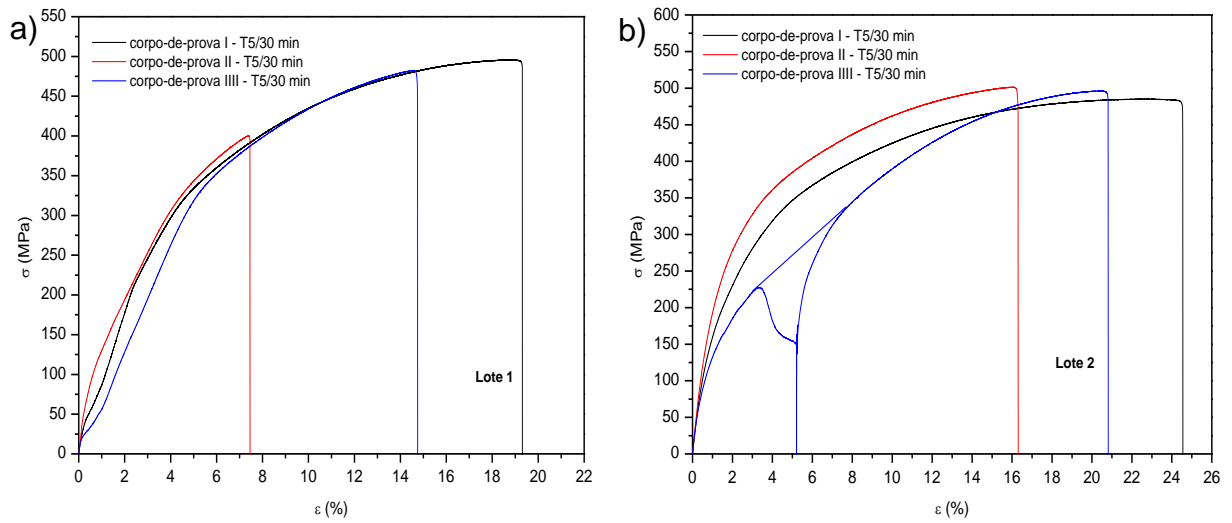 a)
corpo-de-prova I - T5/30 min
corpo-de-prova II - T5/30 min
corpo-de-prova IIII - T5/30 min
550
500
450
400
350
300
250
200
150
100
50
0
σ (MPa)
Lote 1
0 2 4 6 8 10 12 14 16 18 20 22
ε (%)
b)
corpo-de-prova I - T5/30 min
corpo-de-prova II - T5/30 min
corpo-de-prova IIII - T5/30 min
600
550
500
450
400
350
300
250
200
150
100
50
0
σ (MPa)
Lote 2
0 2 4 6 8 10 12 14 16 18 20 22 24 26
ε (%)